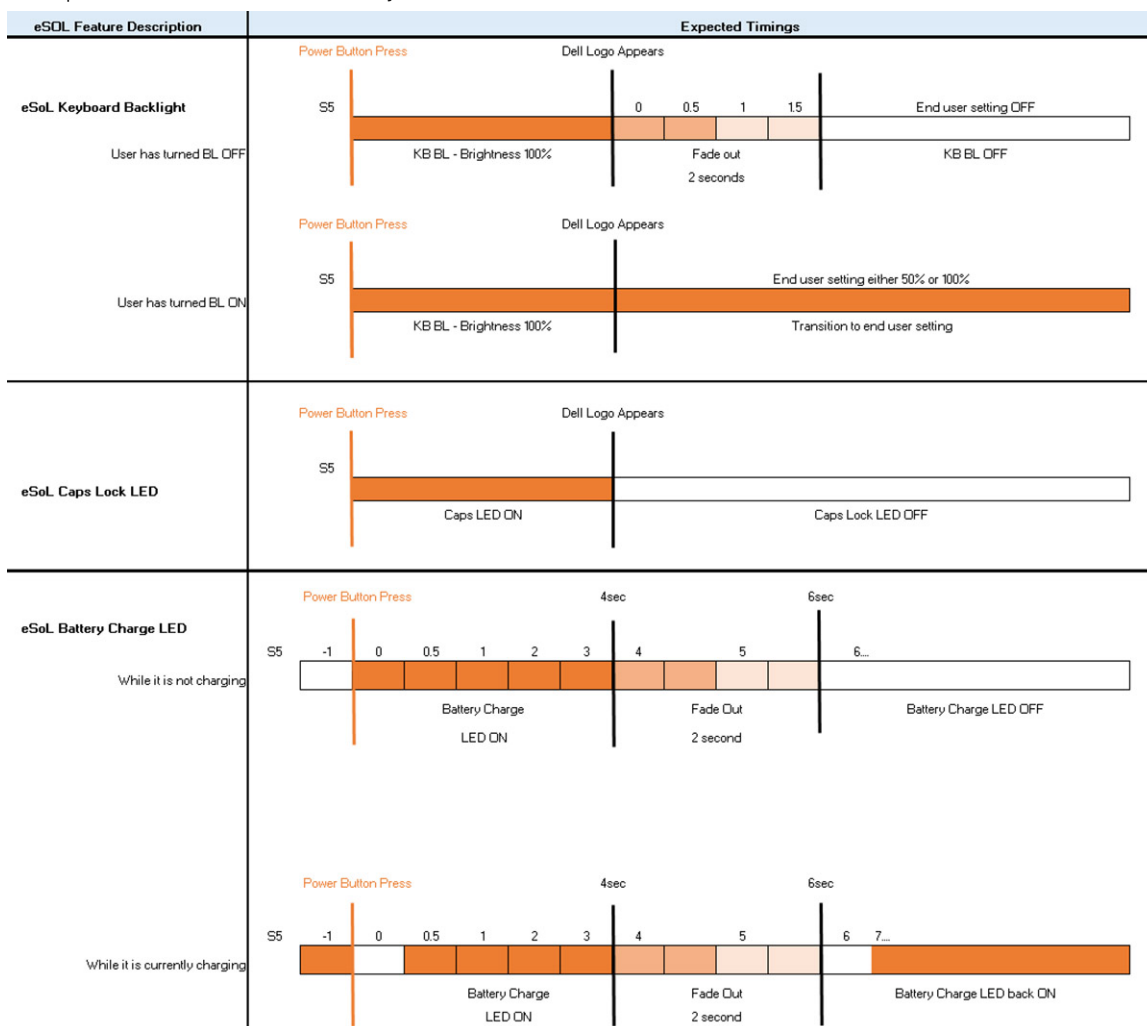 eSOL Feature Description
Expected Timings
Power Button Press
Dell Logo Appears
eSoL Keyboard Backlight
S5
0 0.5 1 1.5
End user setting OFF
User has turned BL OFF
KB BL - Brightness 100%
Fade out
KB BL OFF
2 seconds
Power Button Press
Dell Logo Appears
S5
End user setting either 50% or 100%
User has turned BL ON
KB BL - Brightness 100%
Transition to end user setting
Power Button Press
Dell Logo Appears
S5
eSoL Caps Lock LED
Caps LED ON
Caps Lock LED OFF
Power Button Press
4sec
6sec
eSoL Battery Charge LED
S5
-1 0 0.5 1 2 3 4 5 6...
While it is not charging
Battery Charge
Fade Out
Battery Charge LED OFF
LED ON
2 second
Power Button Press
4sec
6sec
S5
-1 0 0.5 1 2 3 4 5 6 7...
While it is currently charging
Battery Charge
Fade Out
Battery Charge LED back ON
LED ON
2 second